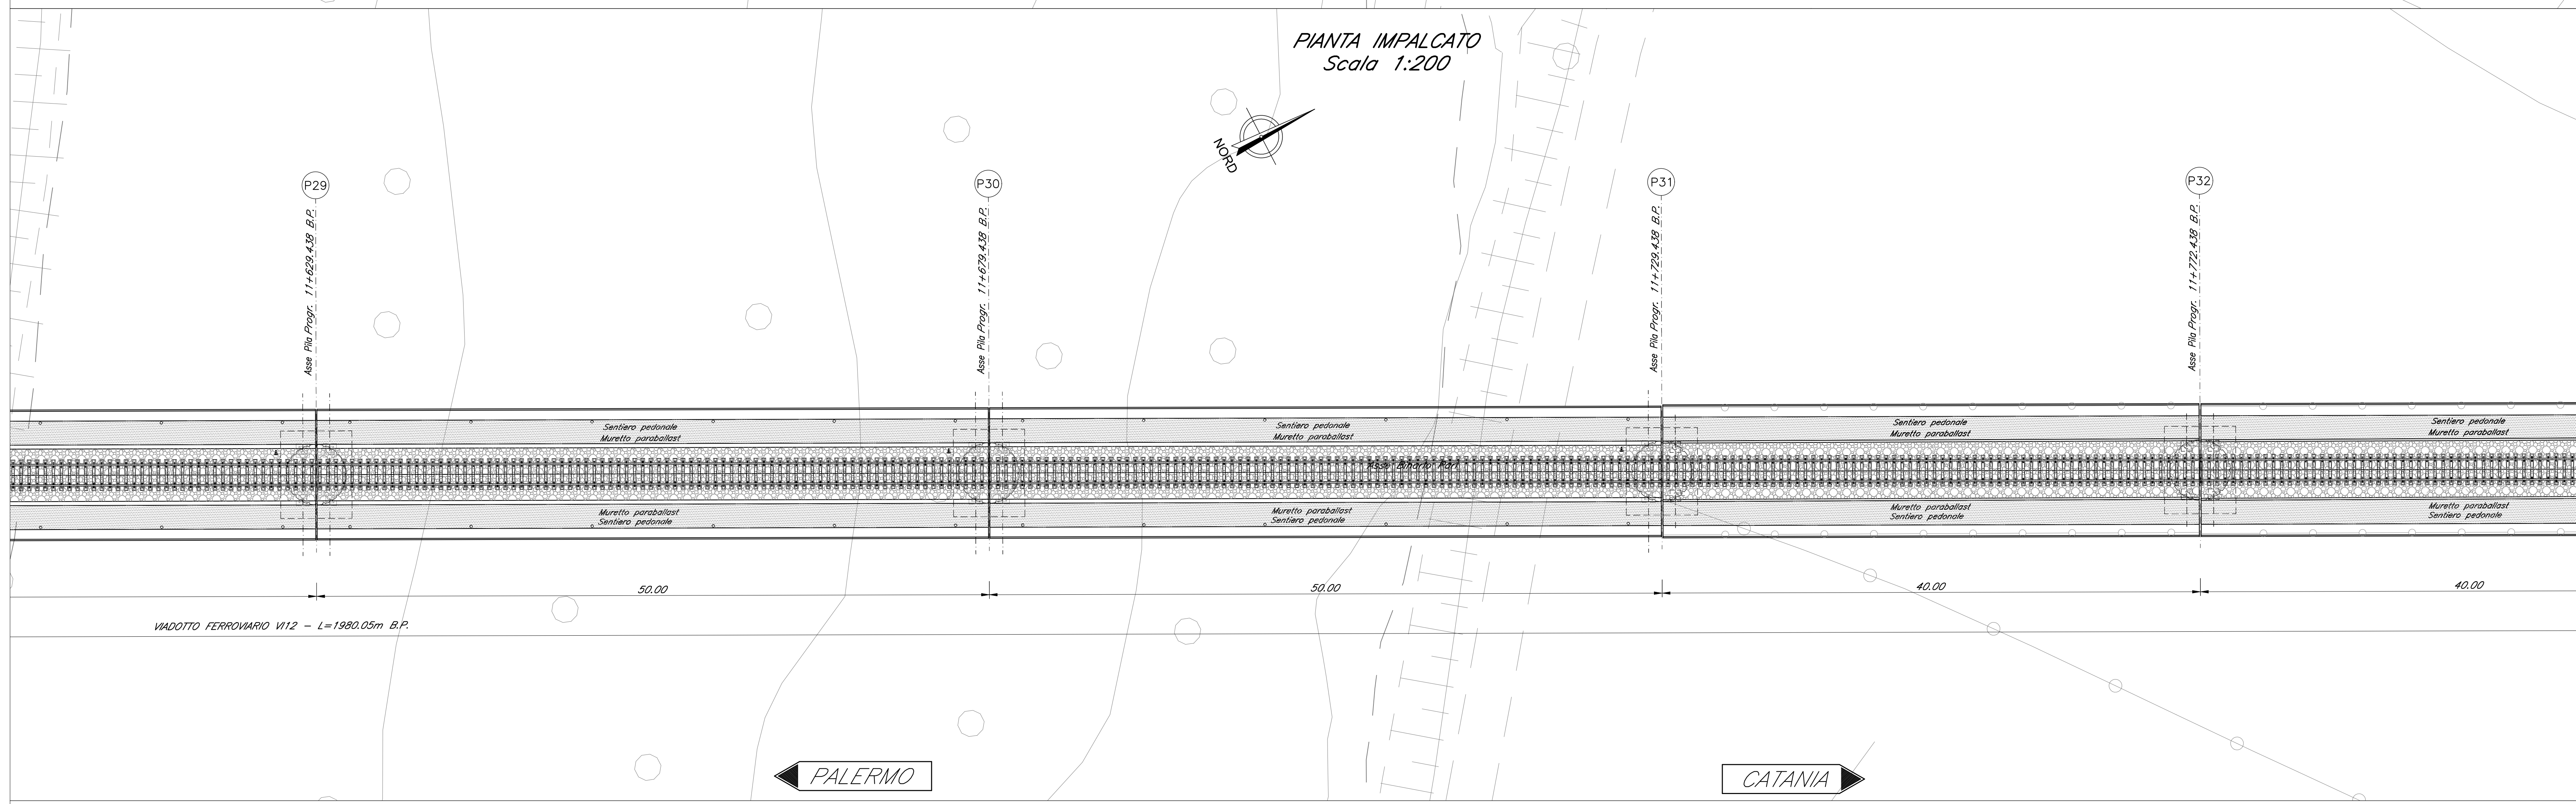 PIANTA IMPALCATO
Scala 1:200
NORD
P29
P30
P31
P32
Asse Pila Progr. 11+629.438 B.P.
Asse Pila Progr. 11+679.438 B.P.
Asse Pila Progr. 11+729.438 B.P.
Asse Pila Progr. 11+772.438 B.P.
Sentiero pedonale
Muretto paraballast
Sentiero pedonale
Muretto paraballast
Sentiero pedonale
Muretto paraballast
Sentiero pedonale
Muretto paraballast
Asse Binario Pari
Muretto paraballast
Sentiero pedonale
Muretto paraballast
Sentiero pedonale
Muretto paraballast
Sentiero pedonale
Muretto paraballast
Sentiero pedonale
50.00
50.00
40.00
40.00
VIADOTTO FERROVIARIO VI12 - L=1980.05m B.P.
PALERMO
CATANIA